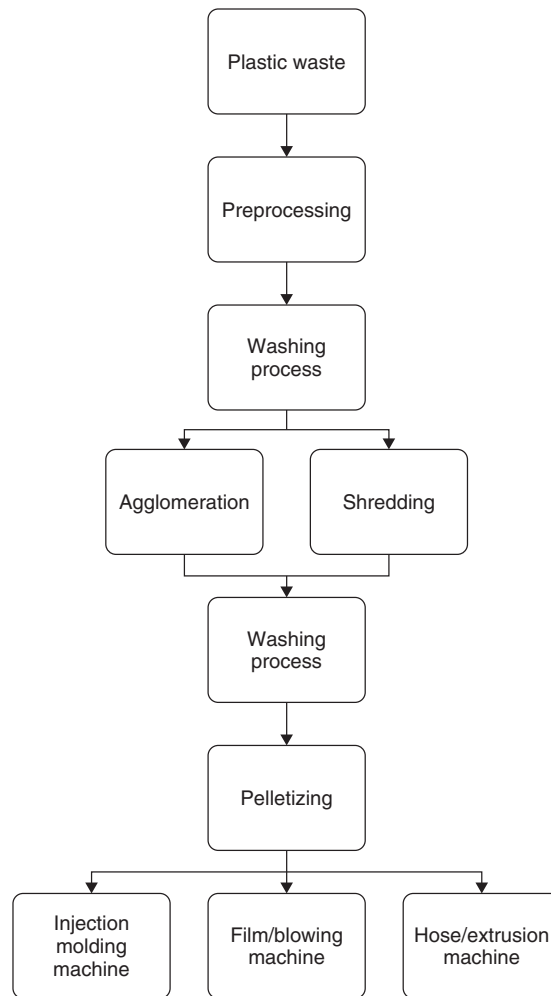 Plastic waste
Preprocessing
Washing
process
Agglomeration
Shredding
Washing
process
Pelletizing
Injection
molding
machine
Film/blowing
machine
Hose/extrusion
machine